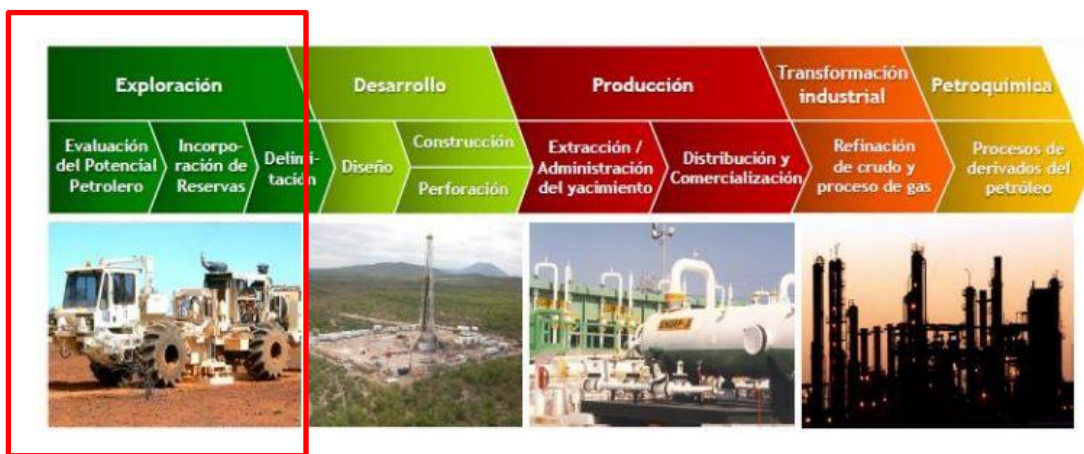 Exploración
Desarrollo
Producción
Transformación
industrial
Petroquímica
Evaluación
del Potencial
Petrolero
Incorpo-
ración de
Reservas
Delimi-
tación
Diseño
Construcción
Perforación
Extracción /
Administración
del yacimiento
Distribución y
Comercialización
Refinación
de crudo y
proceso de gas
Procesos de
derivados del
petróleo